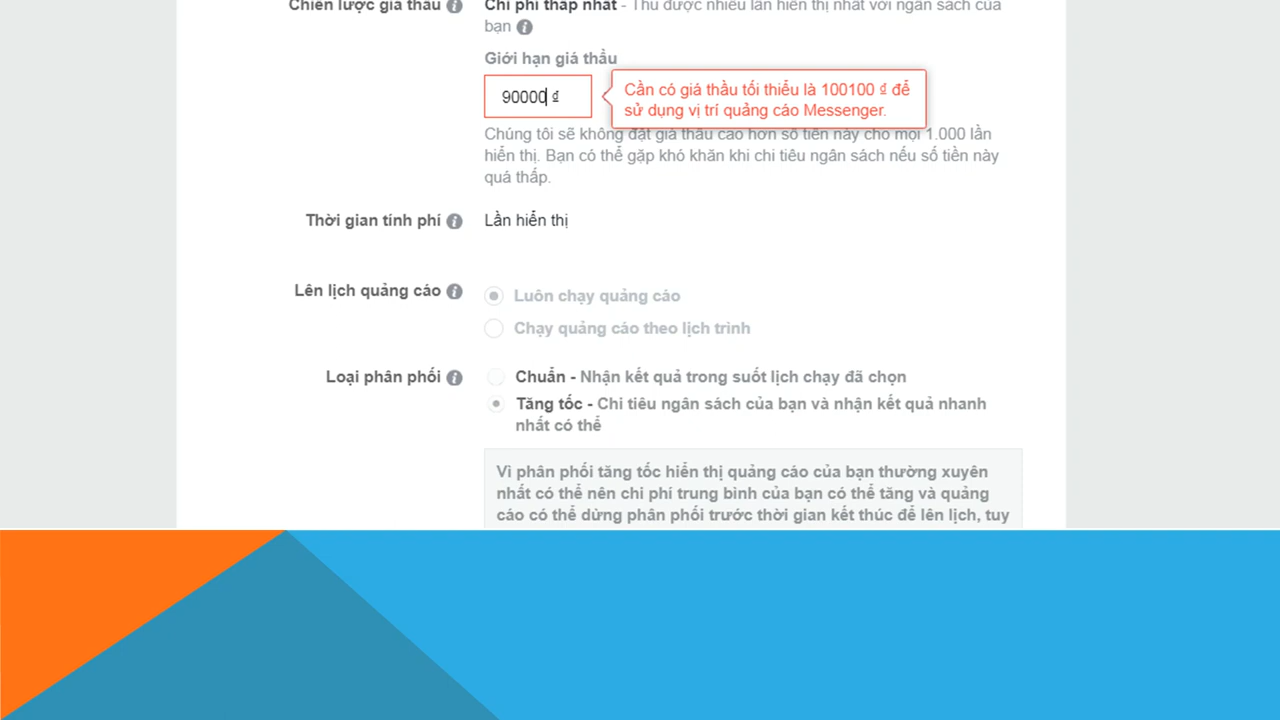 Chiến lược giá thầu
Chi phí thấp nhất - Thu được nhiều lần hiển thị nhất với ngân sách của
bạn
Giới hạn giá thầu
90000 ₫
Cần có giá thầu tối thiểu là 100100 ₫ để
sử dụng vị trí quảng cáo Messenger.
Chúng tôi sẽ không đặt giá thầu cao hơn số tiền này cho mọi 1.000 lần
hiển thị. Bạn có thể gặp khó khăn khi chi tiêu ngân sách nếu số tiền này
quá thấp.
Thời gian tính phí
Lần hiển thị
Lên lịch quảng cáo
Luôn chạy quảng cáo
Chạy quảng cáo theo lịch trình
Loại phân phối
Chuẩn - Nhận kết quả trong suốt lịch chạy đã chọn
Tăng tốc - Chi tiêu ngân sách của bạn và nhận kết quả nhanh
nhất có thể
Vì phân phối tăng tốc hiển thị quảng cáo của bạn thường xuyên
nhất có thể nên chi phí trung bình của bạn có thể tăng và quảng
cáo có thể dừng phân phối trước thời gian kết thúc để lên lịch, tuy